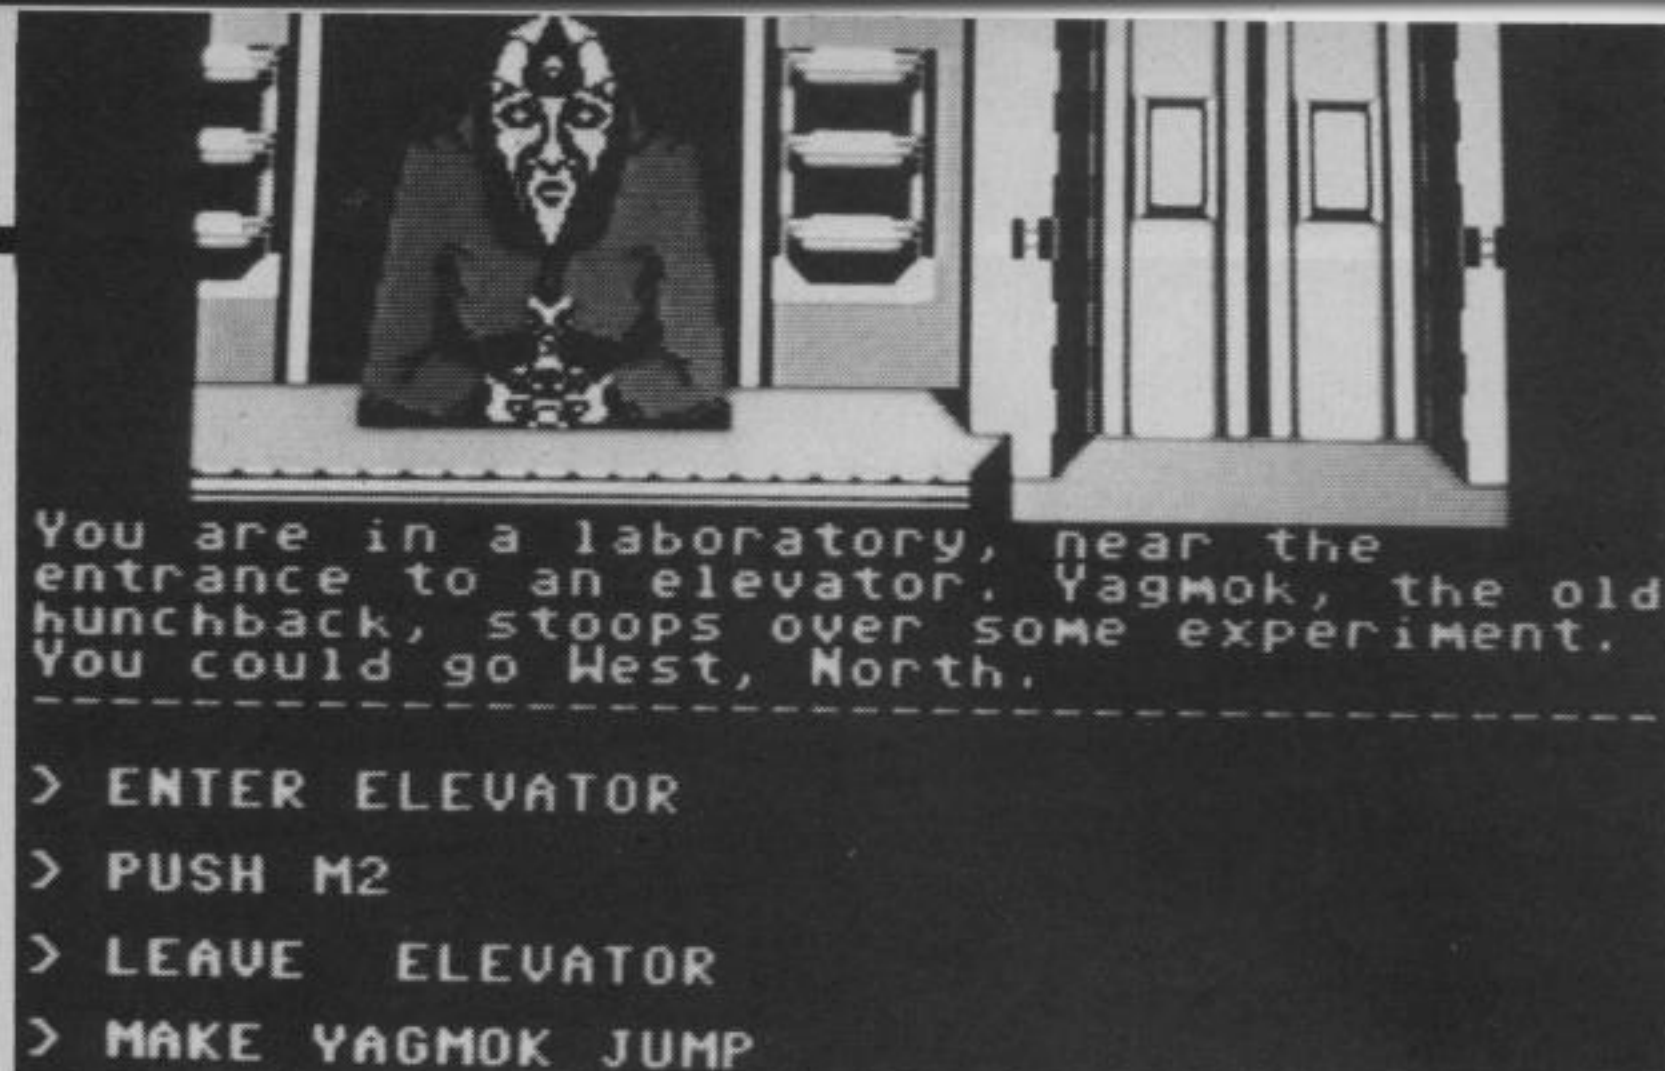 You are in a laboratory, near the
entrance to an elevator. Yagmok, the old
hunchback, stoops over some experiment.
You could go West, North.
> ENTER ELEVATOR
> PUSH M2
> LEAVE ELEVATOR
> MAKE YAGMOK JUMP